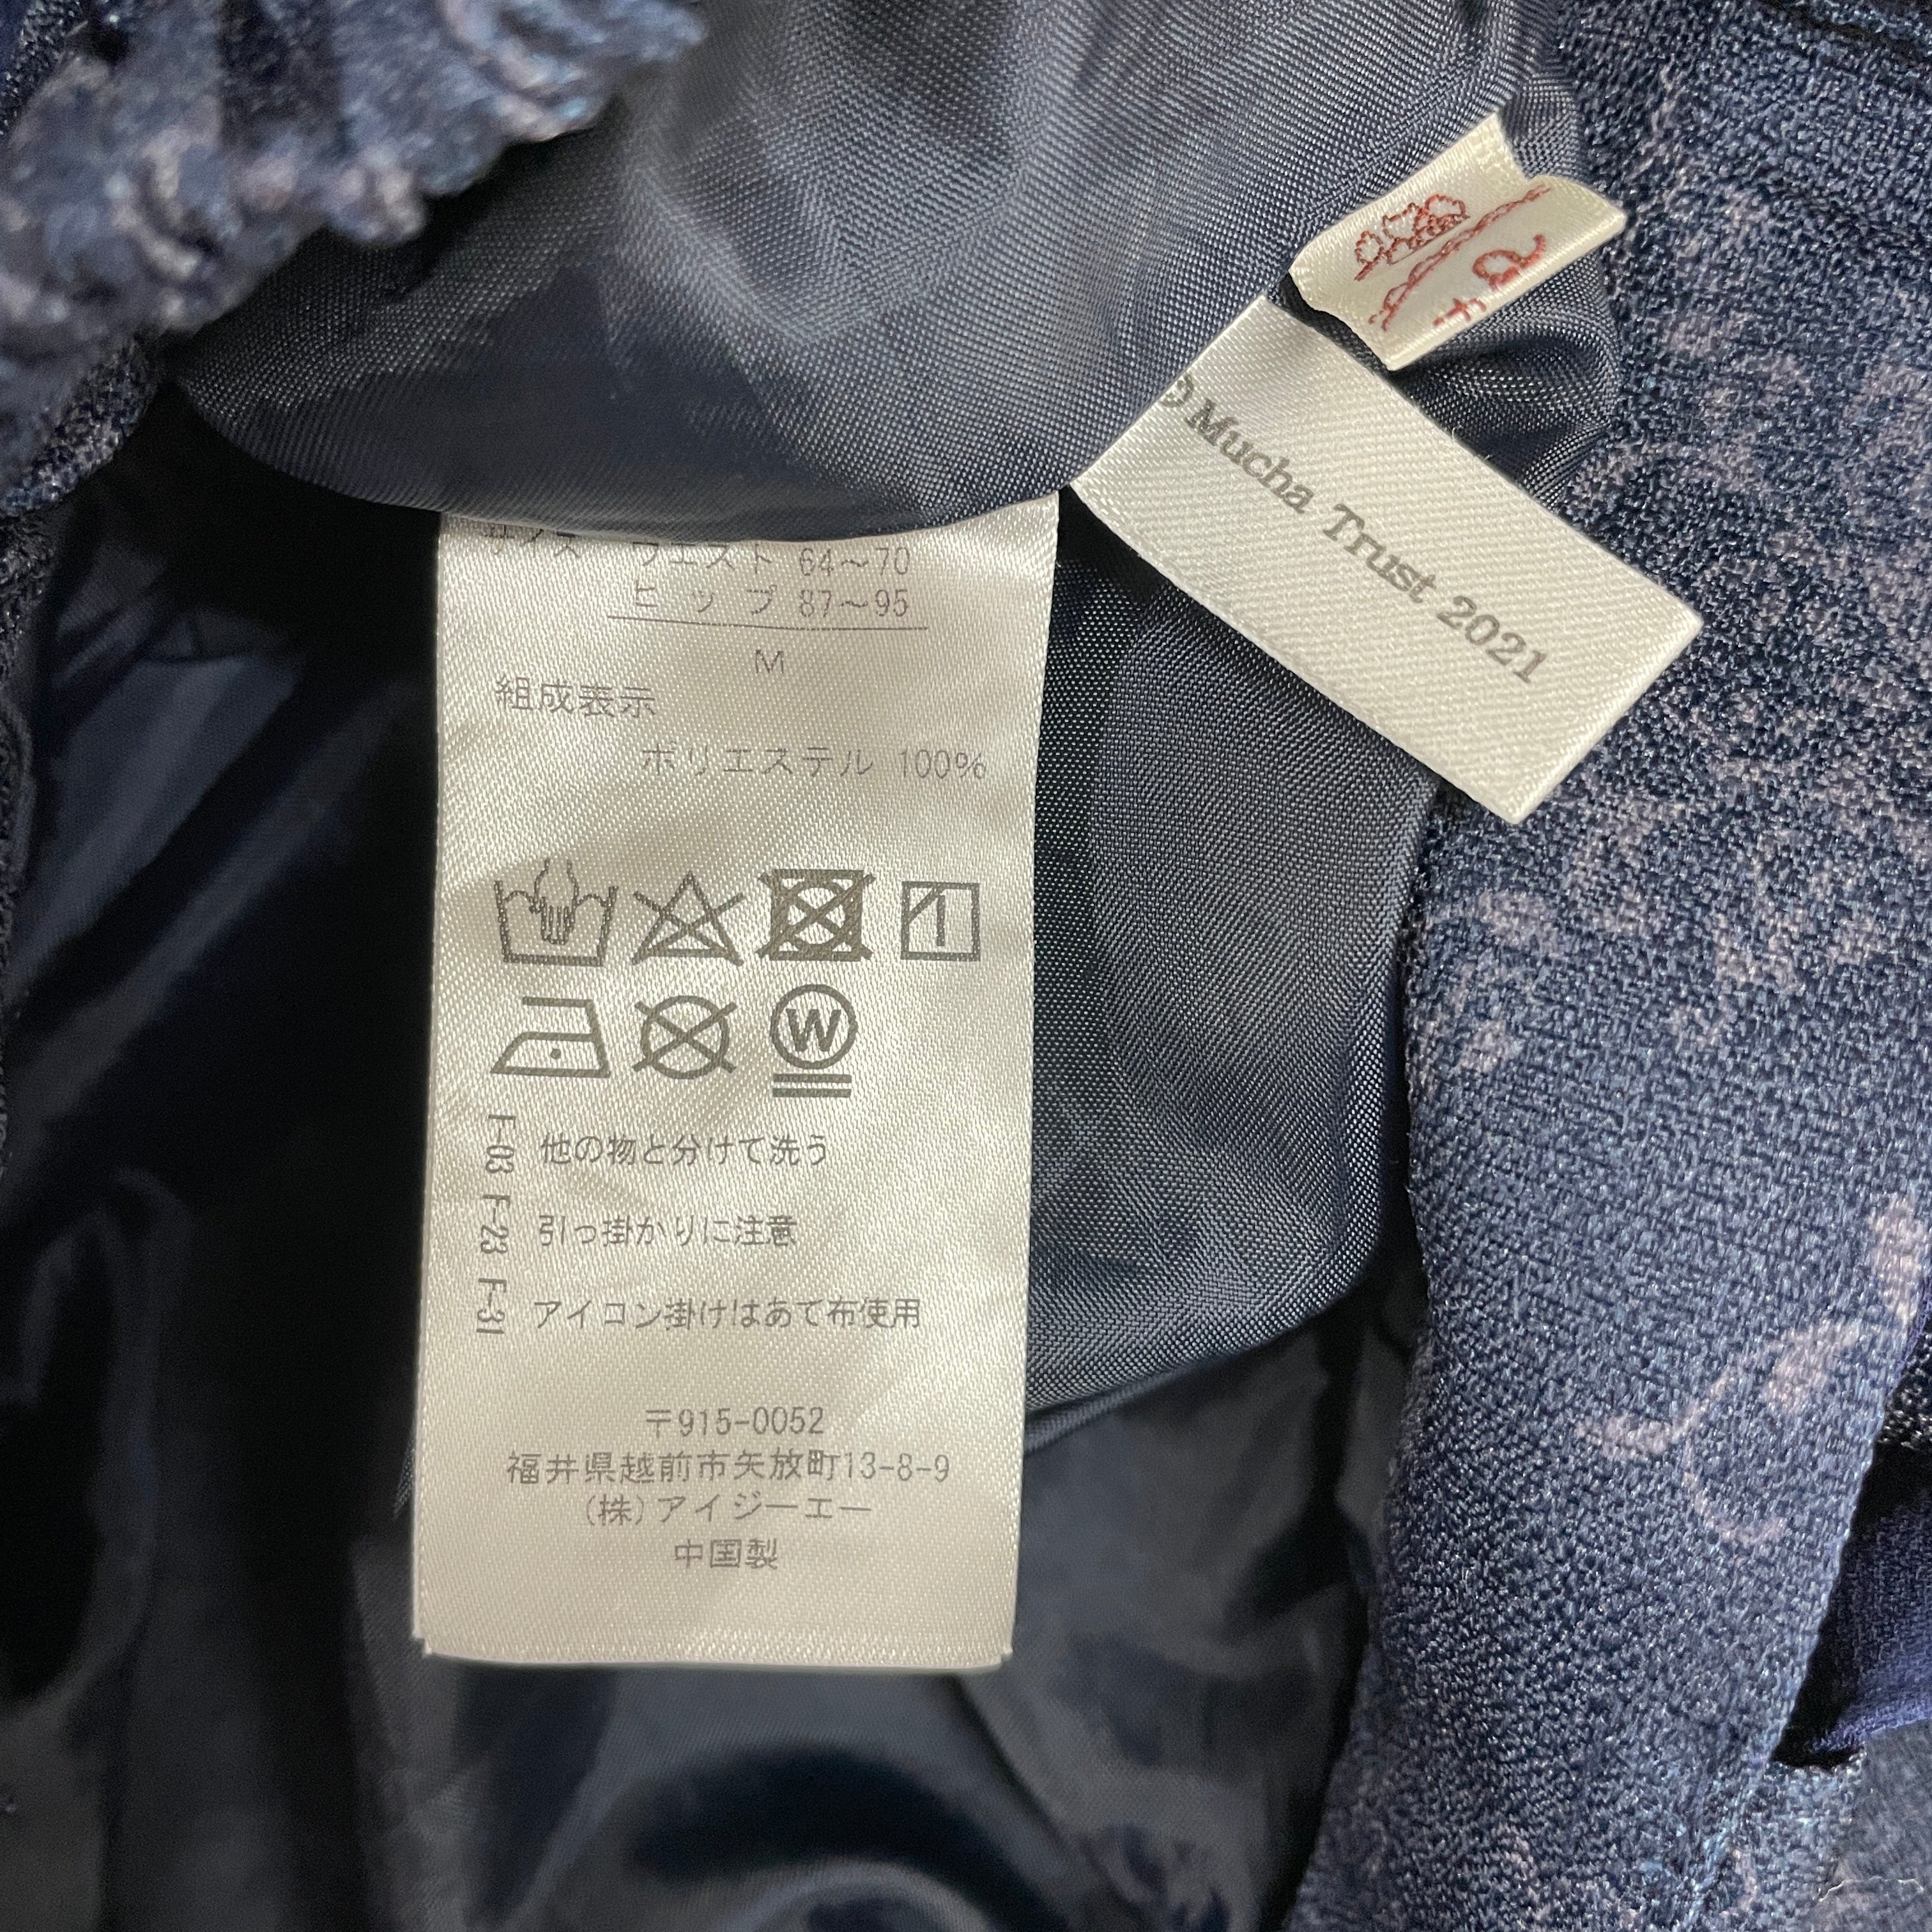 サイズ ウエスト 64～70
ヒップ 87～95
M
組成表示
ポリエステル 100%
W
F-03 他の物と分けて洗う
F-23 引っ掛かりに注意
F-31 アイコン掛けはあて布使用
〒915-0052
福井県越前市矢放町13-8-9
(株)アイジーエー
中国製
© Mucha Trust 2021